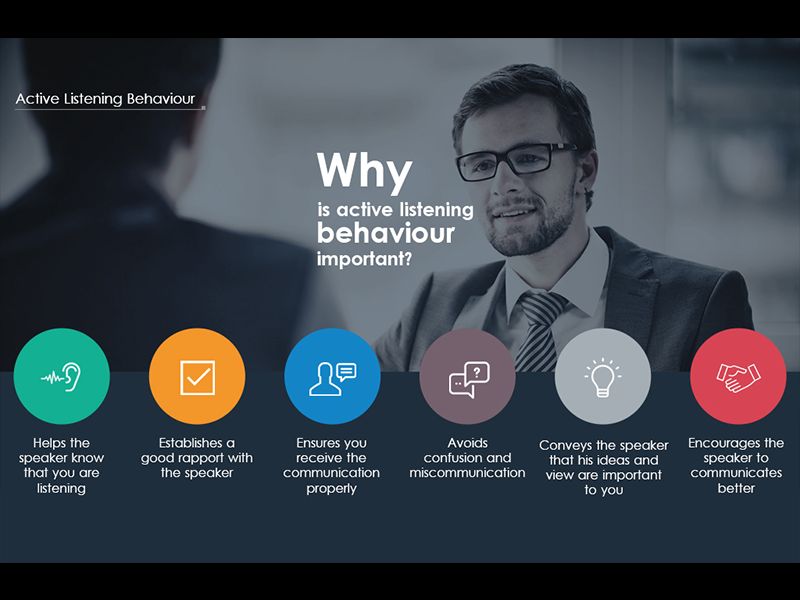 Active Listening Behaviour
Why
is active listening
behaviour
important?
Helps the
speaker know
that you are
listening
Establishes a
good rapport with
the speaker
Ensures you
receive the
communication
properly
?
Avoids
confusion and
miscommunication
Conveys the speaker
that his ideas and
view are important
to you
Encourages the
speaker to
communicates
better